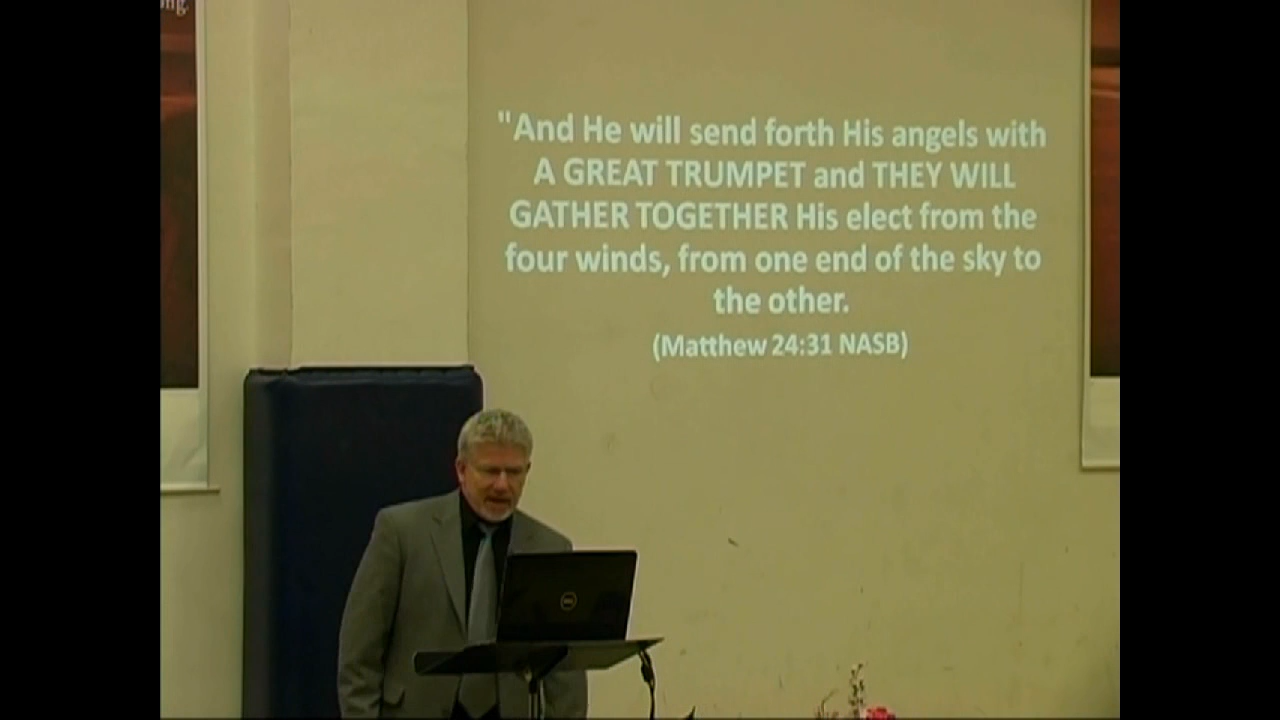 "And He will send forth His angels with
A GREAT TRUMPET and THEY WILL
GATHER TOGETHER His elect from the
four winds, from one end of the sky to
the other.
(Matthew 24:31 NASB)
DELL